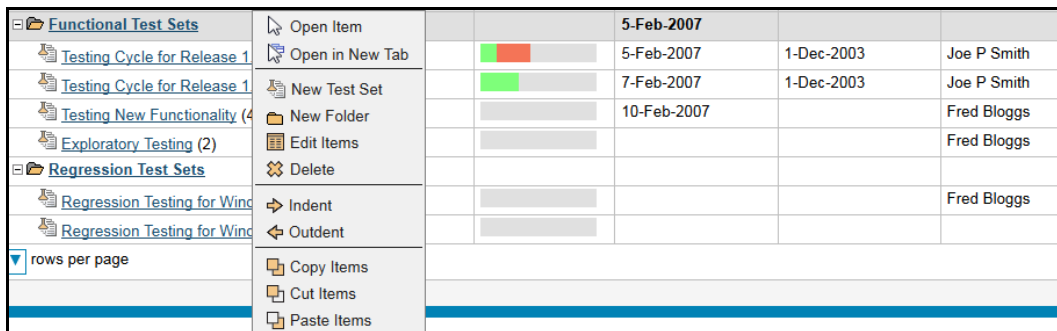 Functional Test Sets 5-Feb-2007
Testing Cycle for Release 1. 5-Feb-2007 1-Dec-2003 Joe P Smith
Testing Cycle for Release 1. 7-Feb-2007 1-Dec-2003 Joe P Smith
Testing New Functionality (4 10-Feb-2007 Fred Bloggs
Exploratory Testing (2) Fred Bloggs
Regression Test Sets
Regression Testing for Wind Fred Bloggs
Regression Testing for Wind
rows per page
Open Item
Open in New Tab
New Test Set
New Folder
Edit Items
Delete
Indent
Outdent
Copy Items
Cut Items
Paste Items